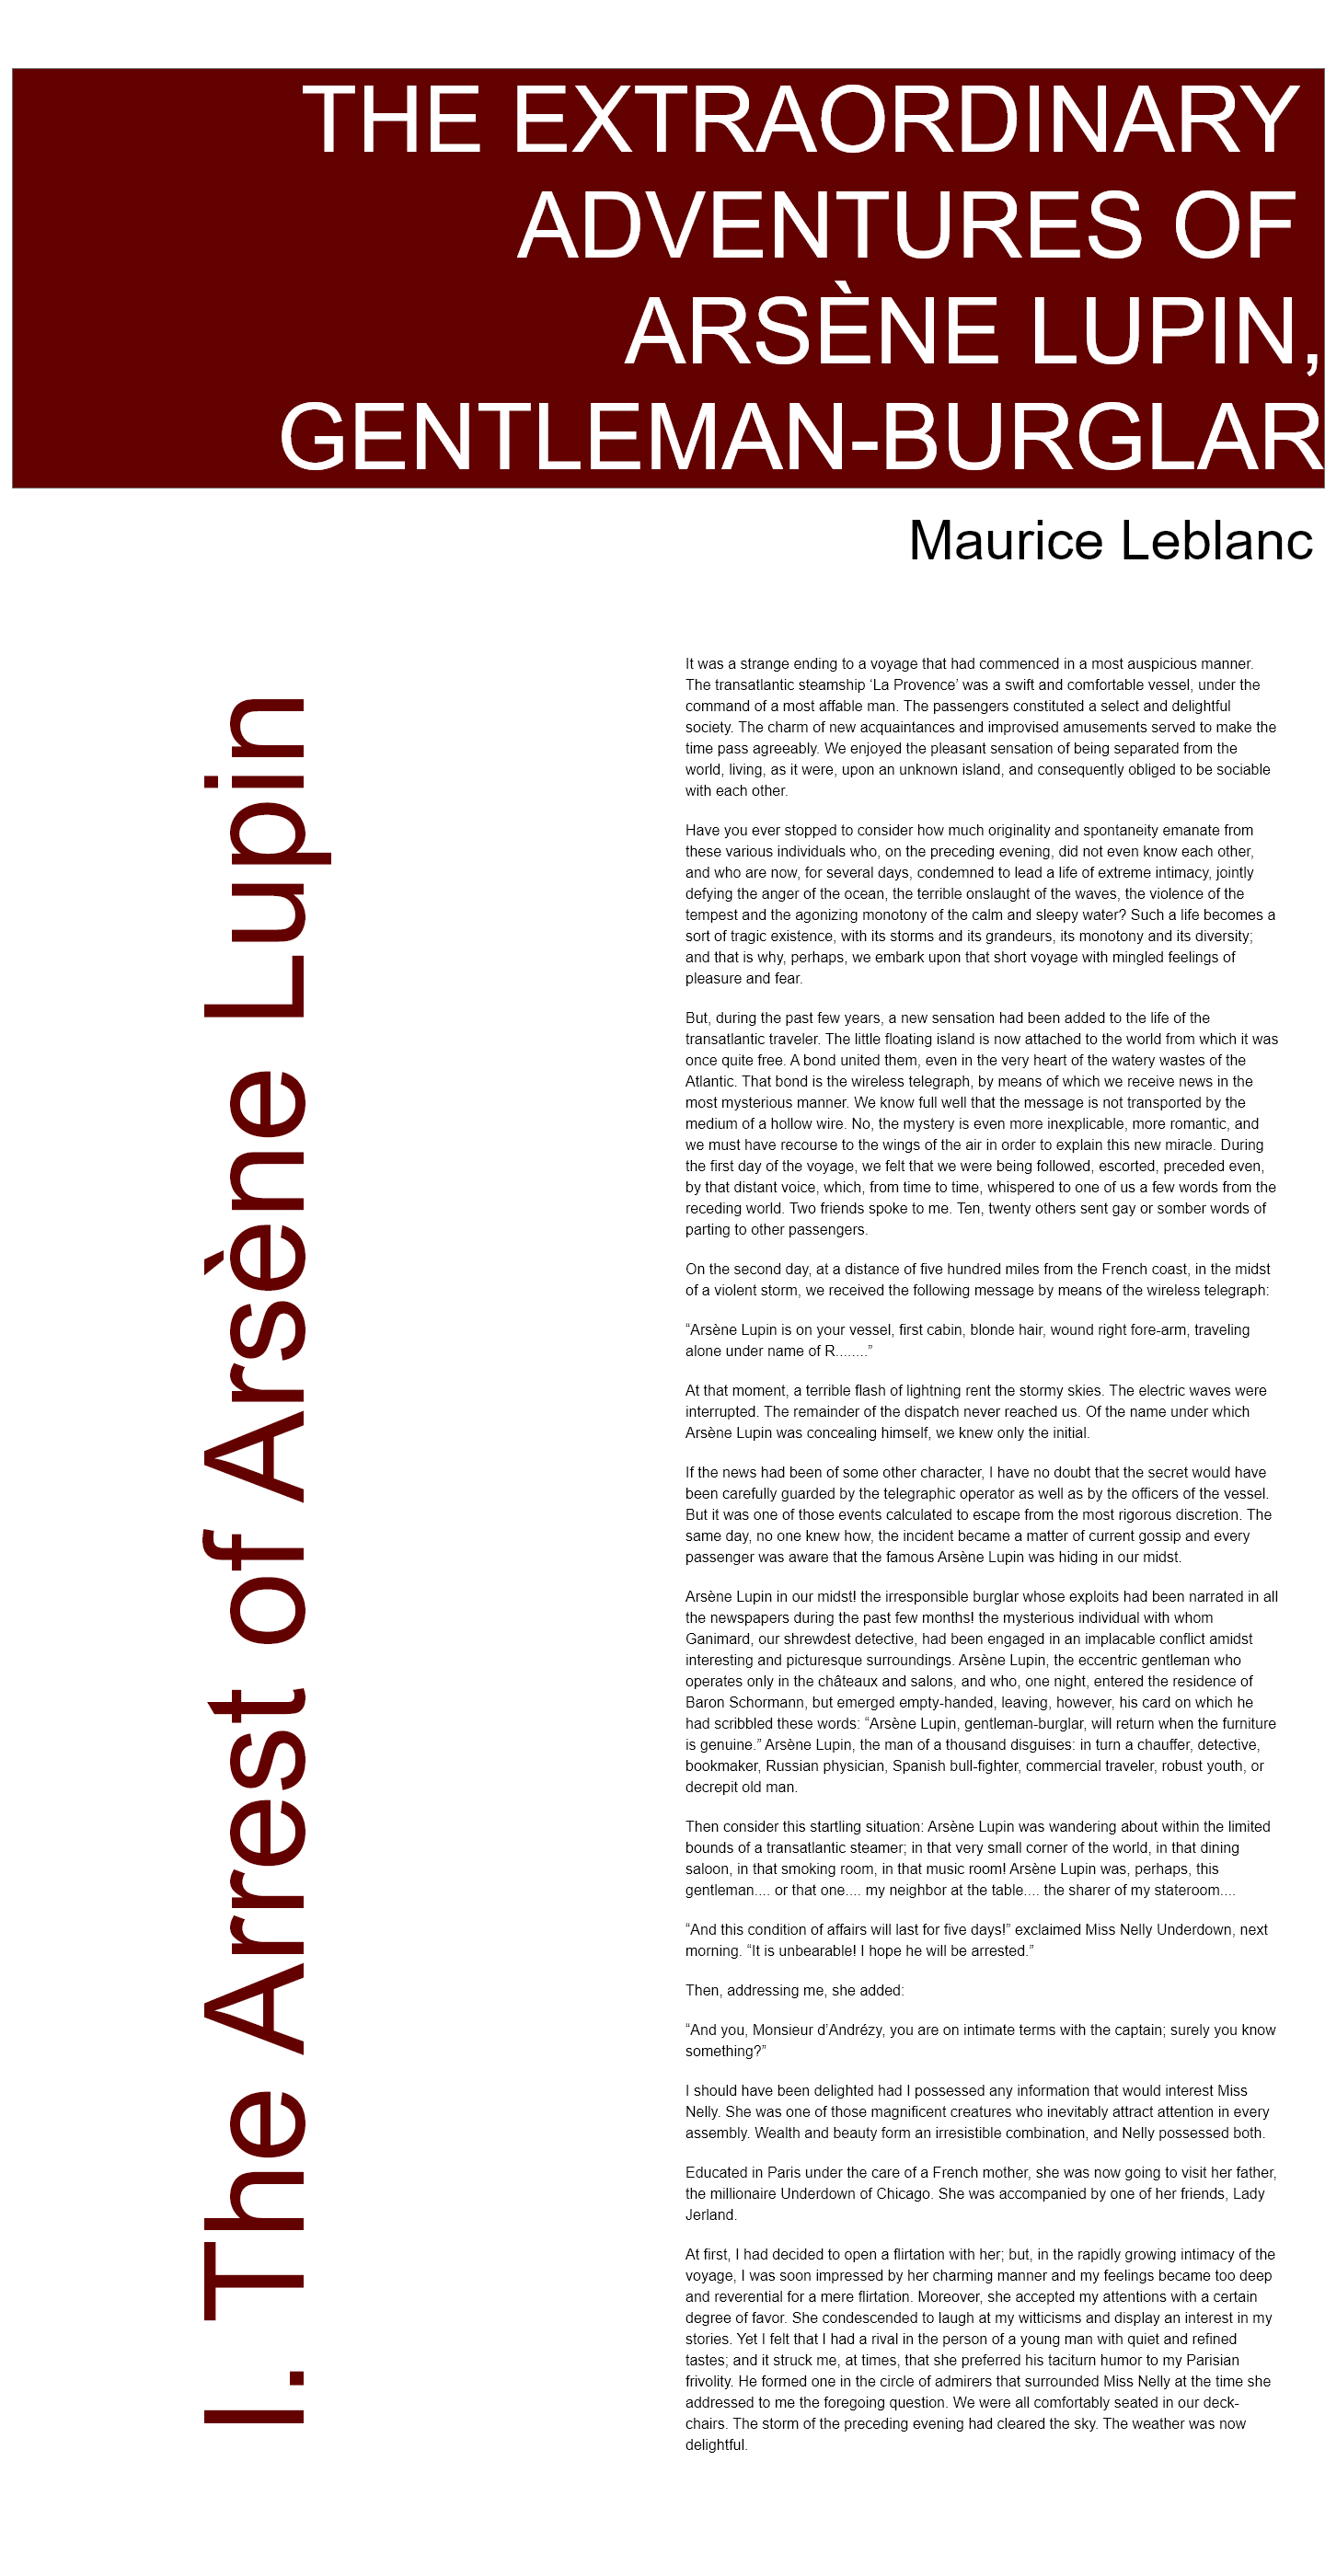 THE EXTRAORDINARY
ADVENTURES OF
ARSÈNE LUPIN,
GENTLEMAN-BURGLAR
Maurice Leblanc
I. The Arrest of Arsène Lupin
It was a strange ending to a voyage that had commenced in a most auspicious manner.
The transatlantic steamship ‘La Provence’ was a swift and comfortable vessel, under the
command of a most affable man. The passengers constituted a select and delightful
society. The charm of new acquaintances and improvised amusements served to make the
time pass agreeably. We enjoyed the pleasant sensation of being separated from the
world, living, as it were, upon an unknown island, and consequently obliged to be sociable
with each other.
Have you ever stopped to consider how much originality and spontaneity emanate from
these various individuals who, on the preceding evening, did not even know each other,
and who are now, for several days, condemned to lead a life of extreme intimacy, jointly
defying the anger of the ocean, the terrible onslaught of the waves, the violence of the
tempest and the agonizing monotony of the calm and sleepy water? Such a life becomes a
sort of tragic existence, with its storms and its grandeurs, its monotony and its diversity;
and that is why, perhaps, we embark upon that short voyage with mingled feelings of
pleasure and fear.
But, during the past few years, a new sensation had been added to the life of the
transatlantic traveler. The little floating island is now attached to the world from which it was
once quite free. A bond united them, even in the very heart of the watery wastes of the
Atlantic. That bond is the wireless telegraph, by means of which we receive news in the
most mysterious manner. We know full well that the message is not transported by the
medium of a hollow wire. No, the mystery is even more inexplicable, more romantic, and
we must have recourse to the wings of the air in order to explain this new miracle. During
the first day of the voyage, we felt that we were being followed, escorted, preceded even,
by that distant voice, which, from time to time, whispered to one of us a few words from the
receding world. Two friends spoke to me. Ten, twenty others sent gay or somber words of
parting to other passengers.
On the second day, at a distance of five hundred miles from the French coast, in the midst
of a violent storm, we received the following message by means of the wireless telegraph:
“Arsène Lupin is on your vessel, first cabin, blonde hair, wound right fore-arm, traveling
alone under name of R........”
At that moment, a terrible flash of lightning rent the stormy skies. The electric waves were
interrupted. The remainder of the dispatch never reached us. Of the name under which
Arsène Lupin was concealing himself, we knew only the initial.
If the news had been of some other character, I have no doubt that the secret would have
been carefully guarded by the telegraphic operator as well as by the officers of the vessel.
But it was one of those events calculated to escape from the most rigorous discretion. The
same day, no one knew how, the incident became a matter of current gossip and every
passenger was aware that the famous Arsène Lupin was hiding in our midst.
Arsène Lupin in our midst! the irresponsible burglar whose exploits had been narrated in all
the newspapers during the past few months! the mysterious individual with whom
Ganimard, our shrewdest detective, had been engaged in an implacable conflict amidst
interesting and picturesque surroundings. Arsène Lupin, the eccentric gentleman who
operates only in the châteaux and salons, and who, one night, entered the residence of
Baron Schormann, but emerged empty-handed, leaving, however, his card on which he
had scribbled these words: “Arsène Lupin, gentleman-burglar, will return when the furniture
is genuine.” Arsène Lupin, the man of a thousand disguises: in turn a chauffer, detective,
bookmaker, Russian physician, Spanish bull-fighter, commercial traveler, robust youth, or
decrepit old man.
Then consider this startling situation: Arsène Lupin was wandering about within the limited
bounds of a transatlantic steamer; in that very small corner of the world, in that dining
saloon, in that smoking room, in that music room! Arsène Lupin was, perhaps, this
gentleman.... or that one.... my neighbor at the table.... the sharer of my stateroom....
“And this condition of affairs will last for five days!” exclaimed Miss Nelly Underdown, next
morning. “It is unbearable! I hope he will be arrested.”
Then, addressing me, she added:
“And you, Monsieur d’Andrézy, you are on intimate terms with the captain; surely you know
something?”
I should have been delighted had I possessed any information that would interest Miss
Nelly. She was one of those magnificent creatures who inevitably attract attention in every
assembly. Wealth and beauty form an irresistible combination, and Nelly possessed both.
Educated in Paris under the care of a French mother, she was now going to visit her father,
the millionaire Underdown of Chicago. She was accompanied by one of her friends, Lady
Jerland.
At first, I had decided to open a flirtation with her; but, in the rapidly growing intimacy of the
voyage, I was soon impressed by her charming manner and my feelings became too deep
and reverential for a mere flirtation. Moreover, she accepted my attentions with a certain
degree of favor. She condescended to laugh at my witticisms and display an interest in my
stories. Yet I felt that I had a rival in the person of a young man with quiet and refined
tastes; and it struck me, at times, that she preferred his taciturn humor to my Parisian
frivolity. He formed one in the circle of admirers that surrounded Miss Nelly at the time she
addressed to me the foregoing question. We were all comfortably seated in our deck-
chairs. The storm of the preceding evening had cleared the sky. The weather was now
delightful.